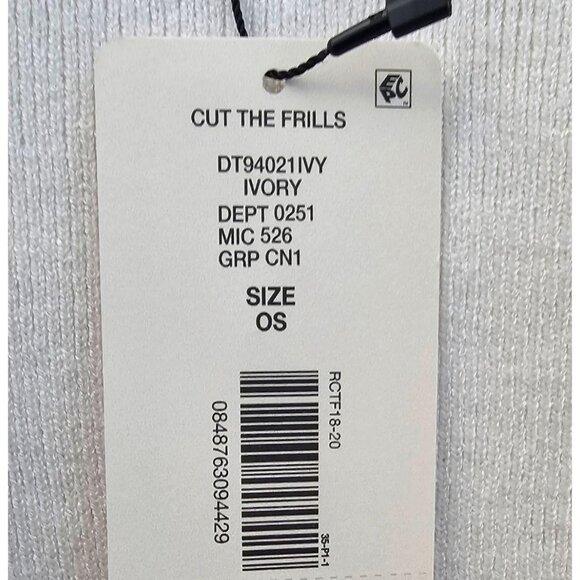 EPC
CUT THE FRILLS
DT94021IVY
IVORY
DEPT 0251
MIC 526
GRP CN1
SIZE
OS
RCTF18-20
0848763094429
35-P1-1